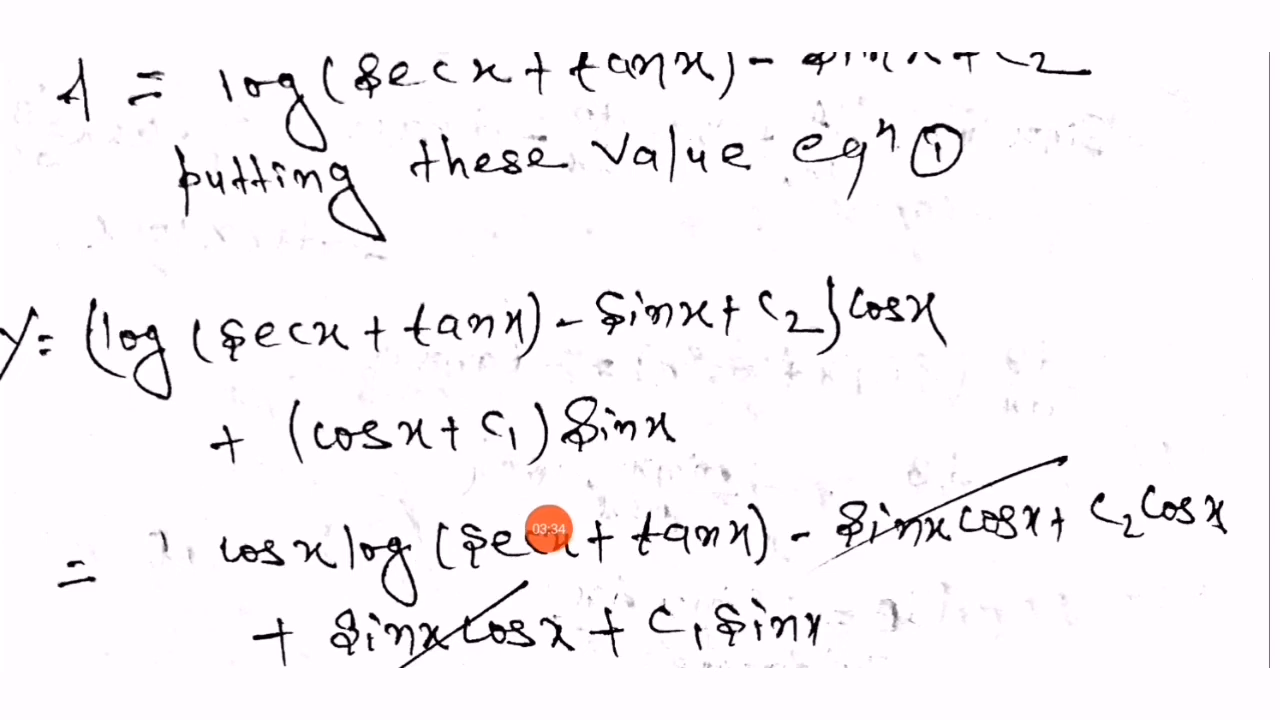 A = log(secx + tanx) - sinx + C2
putting these value eqⁿ ①
y = (log(secx + tanx) - sinx + C2) cosx
+ (cosx + C1) sinx
= cosx log(secx + tanx) - sinx cosx + C2 cosx
03:34
+ sinx cosx + C1 sinx